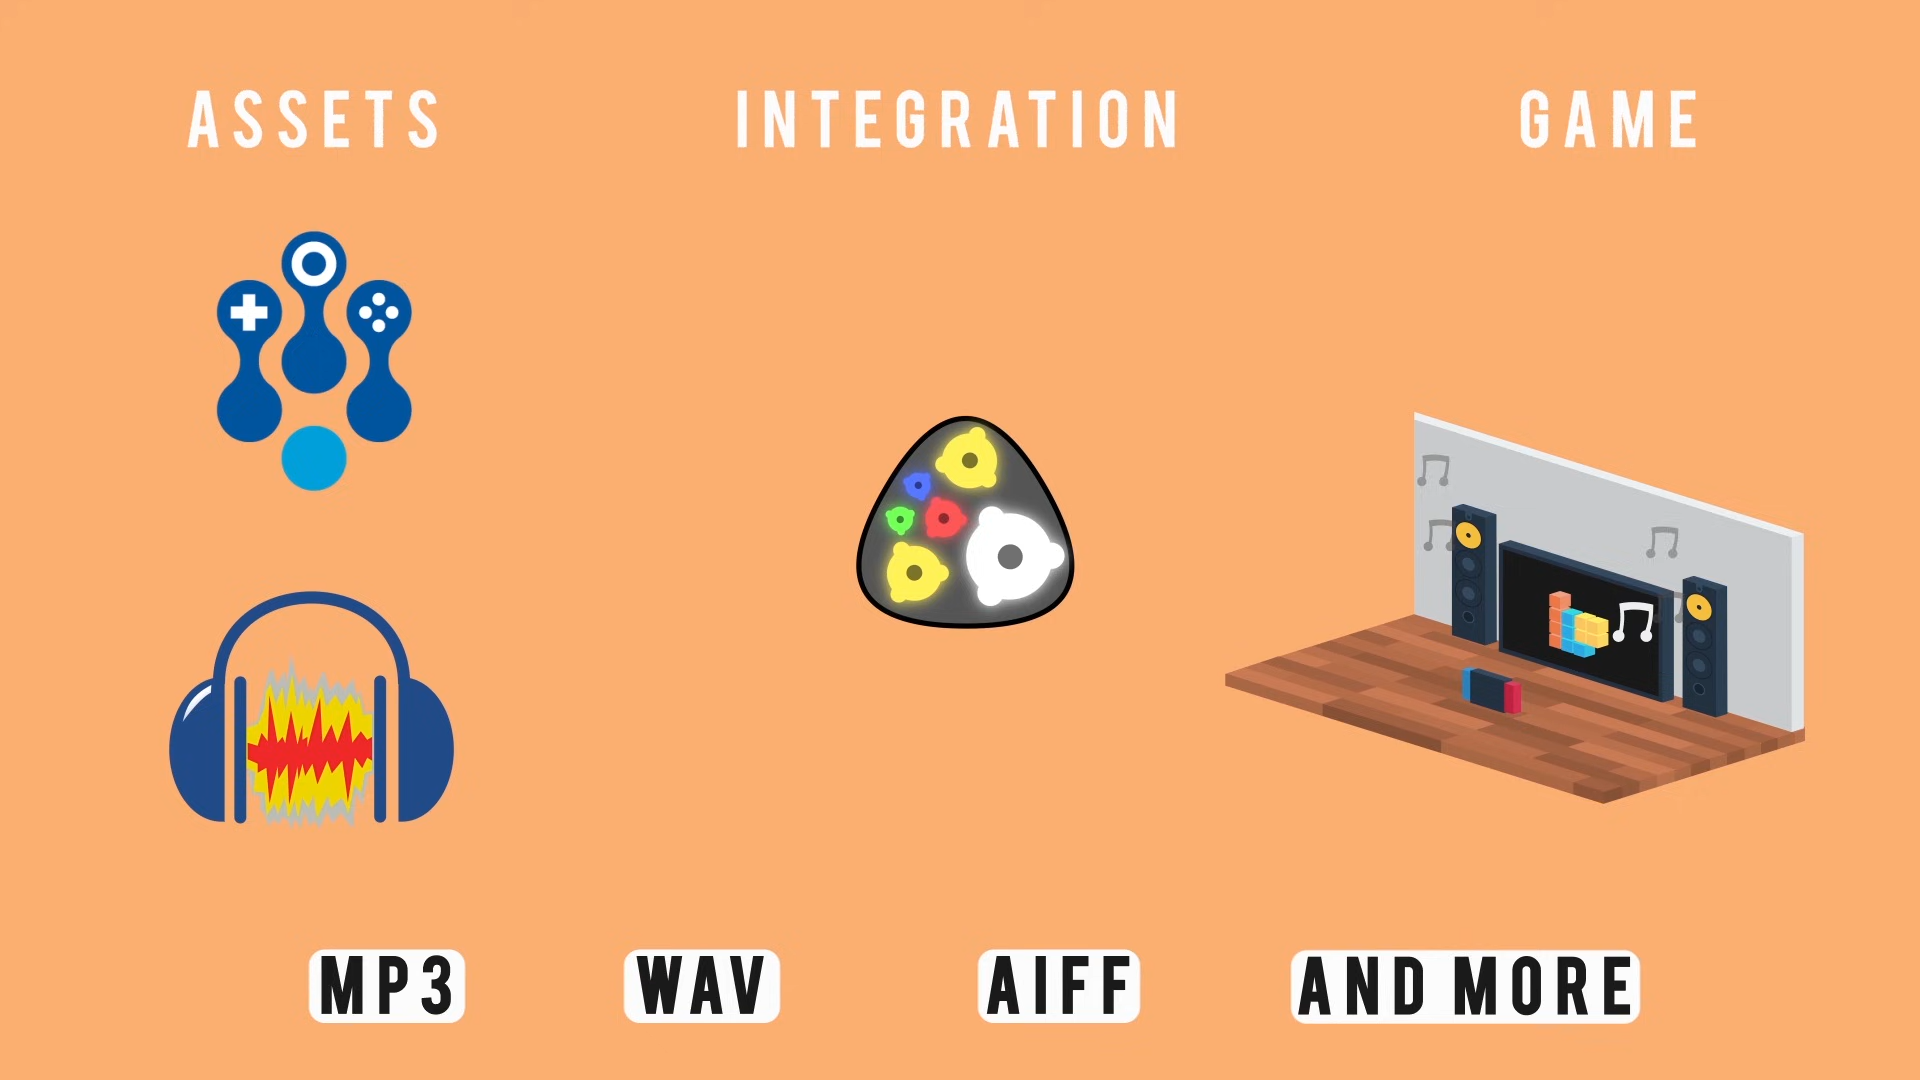 ASSETS
INTEGRATION
GAME
MP3
WAV
AIFF
AND MORE